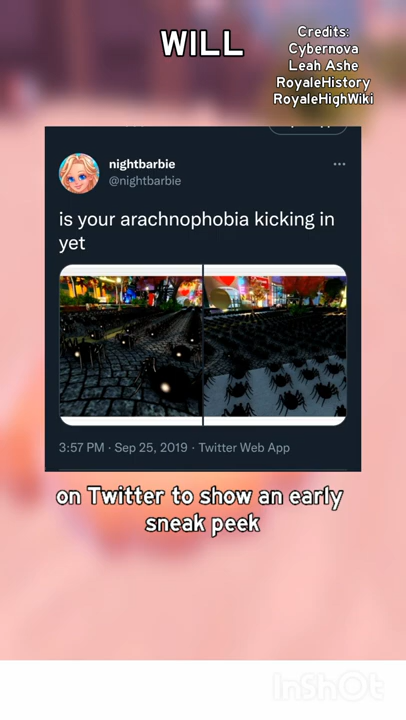 WILL
Credits:
Cybernova
Leah Ashe
RoyaleHistory
RoyaleHighWiki
nightbarbie
@nightbarbie
is your arachnophobia kicking in
yet
3:57 PM · Sep 25, 2019 · Twitter Web App
on Twitter to show an early
sneak peek
InShOt